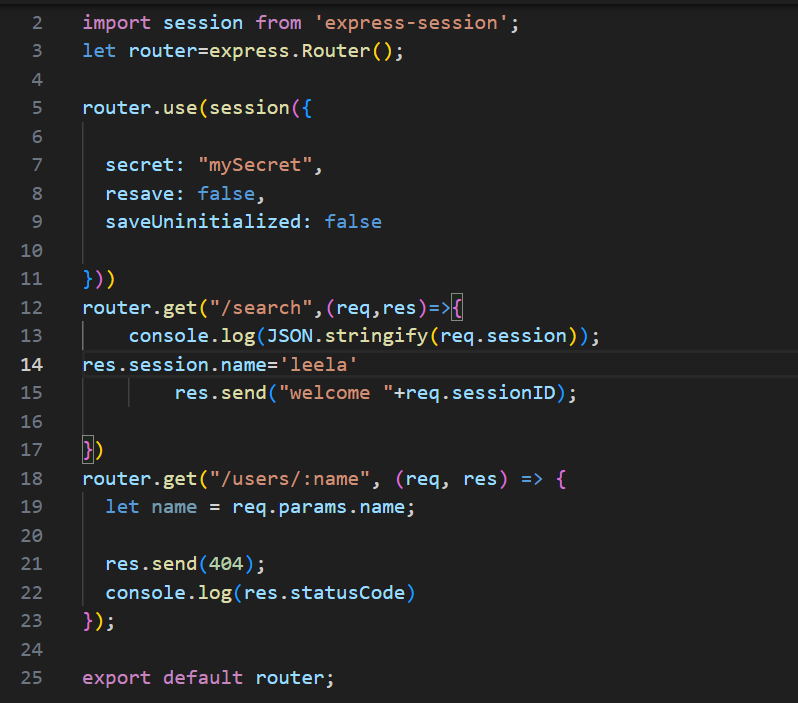 2 import session from 'express-session';
3 let router=express.Router();
4
5 router.use(session({
6
7   secret: "mySecret",
8   resave: false,
9   saveUninitialized: false
10
11 }))
12 router.get("/search",(req,res)=>{
13     console.log(JSON.stringify(req.session));
14 res.session.name='leela'
15         res.send("welcome "+req.sessionID);
16
17 })
18 router.get("/users/:name", (req, res) => {
19   let name = req.params.name;
20
21   res.send(404);
22   console.log(res.statusCode)
23 });
24
25 export default router;